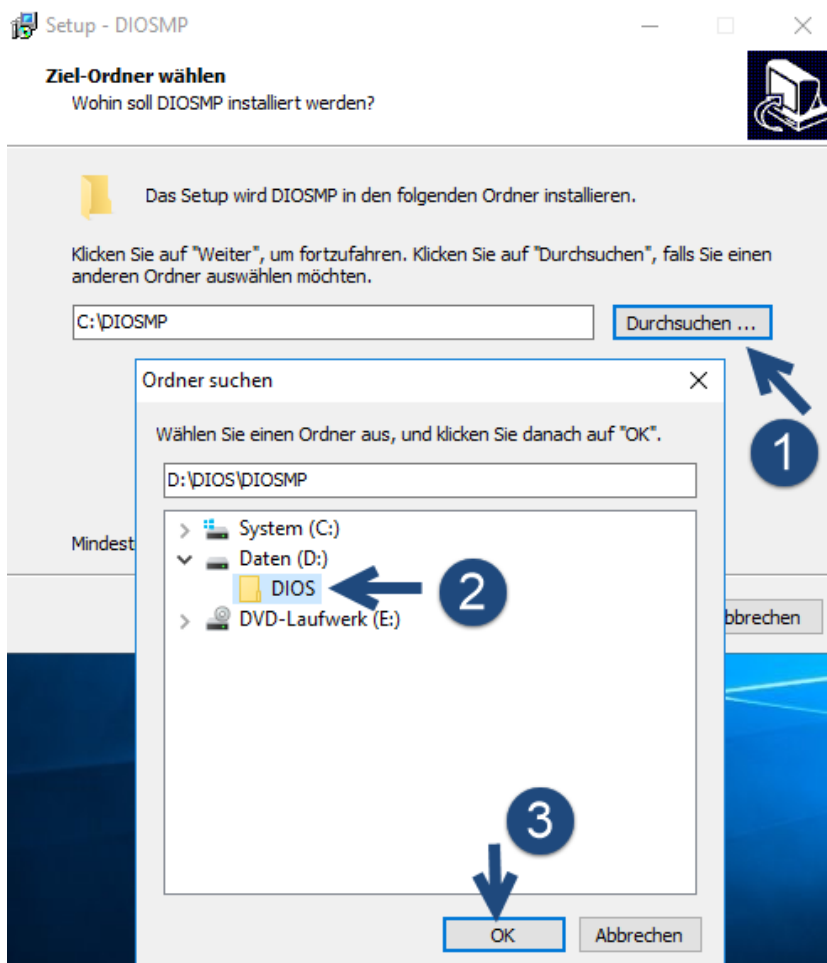 Setup - DIOSMP
Ziel-Ordner wählen
Wohin soll DIOSMP installiert werden?
Das Setup wird DIOSMP in den folgenden Ordner installieren.
Klicken Sie auf "Weiter", um fortzufahren. Klicken Sie auf "Durchsuchen", falls Sie einen
anderen Ordner auswählen möchten.
C:\DIOSMP
Durchsuchen ...
1
Ordner suchen
Wählen Sie einen Ordner aus, und klicken Sie danach auf "OK".
D:\DIOS\DIOSMP
System (C:)
Mindest
Daten (D:)
DIOS
2
DVD-Laufwerk (E:)
bbrechen
3
OK
Abbrechen